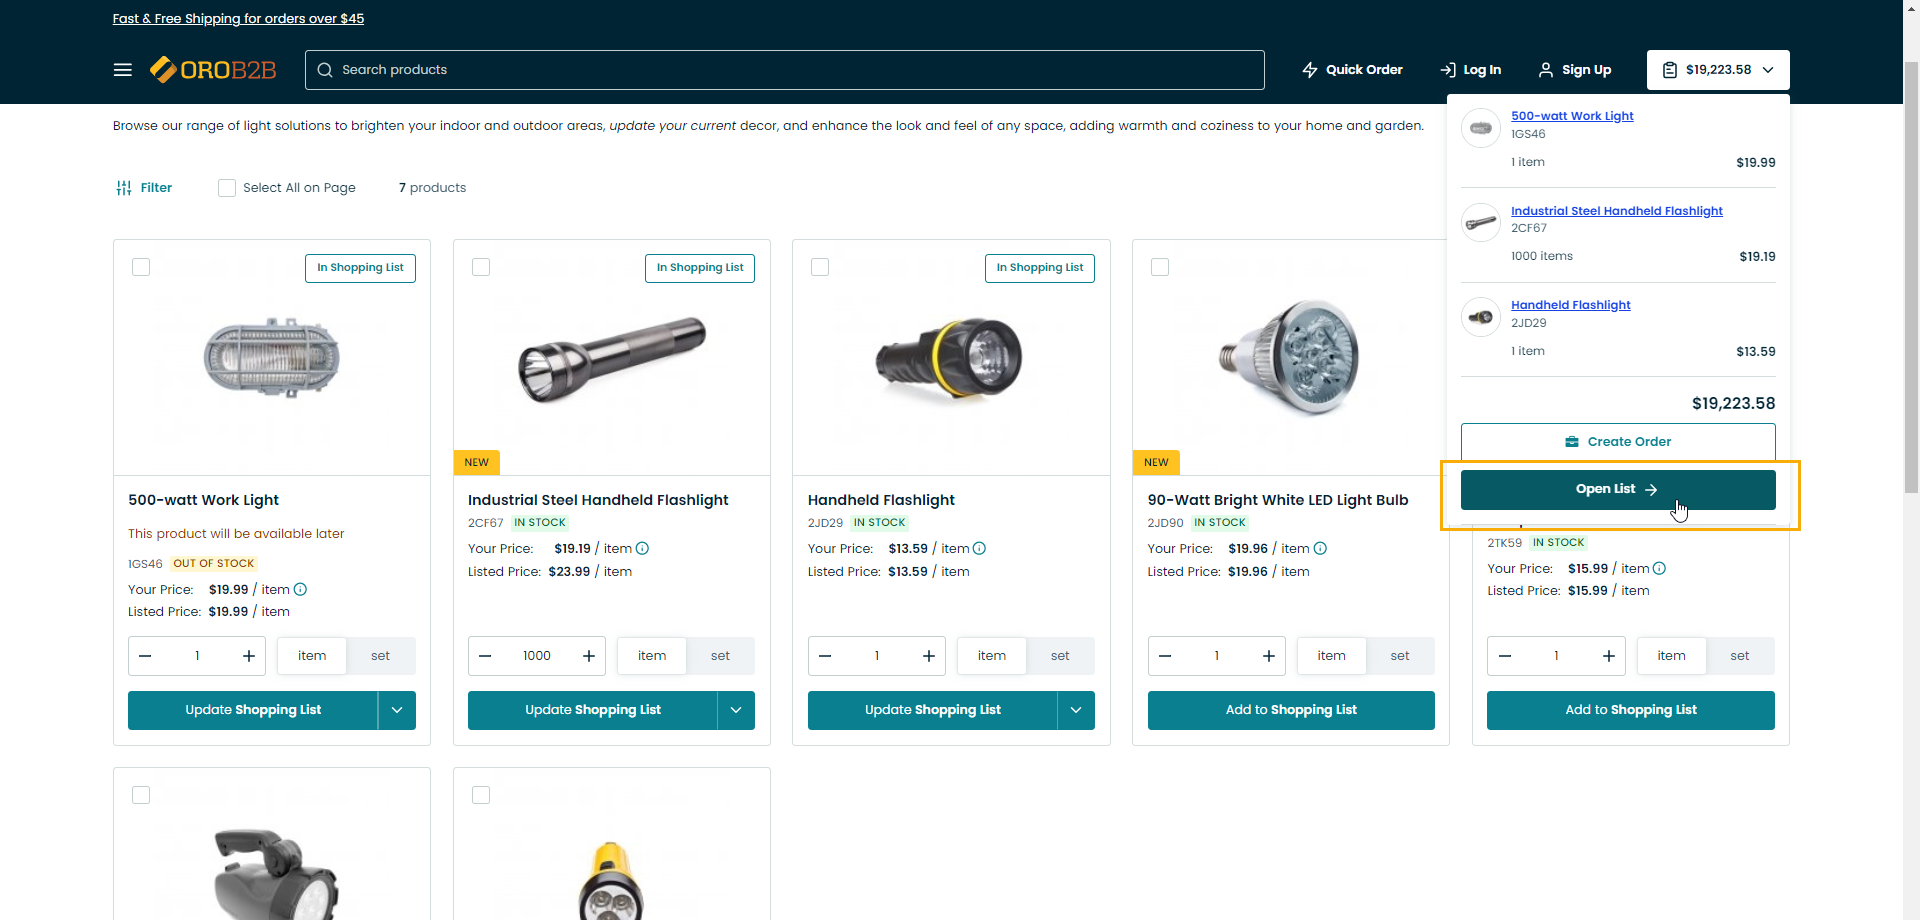 Fast & Free Shipping for orders over $45
OROB2B
Search products
Quick Order
Log In
Sign Up
$19,223.58
Browse our range of light solutions to brighten your indoor and outdoor areas, update your current decor, and enhance the look and feel of any space, adding warmth and coziness to your home and garden.
500-watt Work Light
1GS46
1 item $19.99
Industrial Steel Handheld Flashlight
2CF67
1000 items $19.19
Handheld Flashlight
2JD29
1 item $13.59
$19,223.58
Create Order
Open List
Filter
Select All on Page
7 products
In Shopping List
500-watt Work Light
This product will be available later
1GS46 OUT OF STOCK
Your Price: $19.99 / item
Listed Price: $19.99 / item
1 item set
Update Shopping List
In Shopping List
NEW
Industrial Steel Handheld Flashlight
2CF67 IN STOCK
Your Price: $19.19 / item
Listed Price: $23.99 / item
1000 item set
Update Shopping List
In Shopping List
Handheld Flashlight
2JD29 IN STOCK
Your Price: $13.59 / item
Listed Price: $13.59 / item
1 item set
Update Shopping List
NEW
90-Watt Bright White LED Light Bulb
2JD90 IN STOCK
Your Price: $19.96 / item
Listed Price: $19.96 / item
1 item set
Add to Shopping List
2TK59 IN STOCK
Your Price: $15.99 / item
Listed Price: $15.99 / item
1 item set
Add to Shopping List